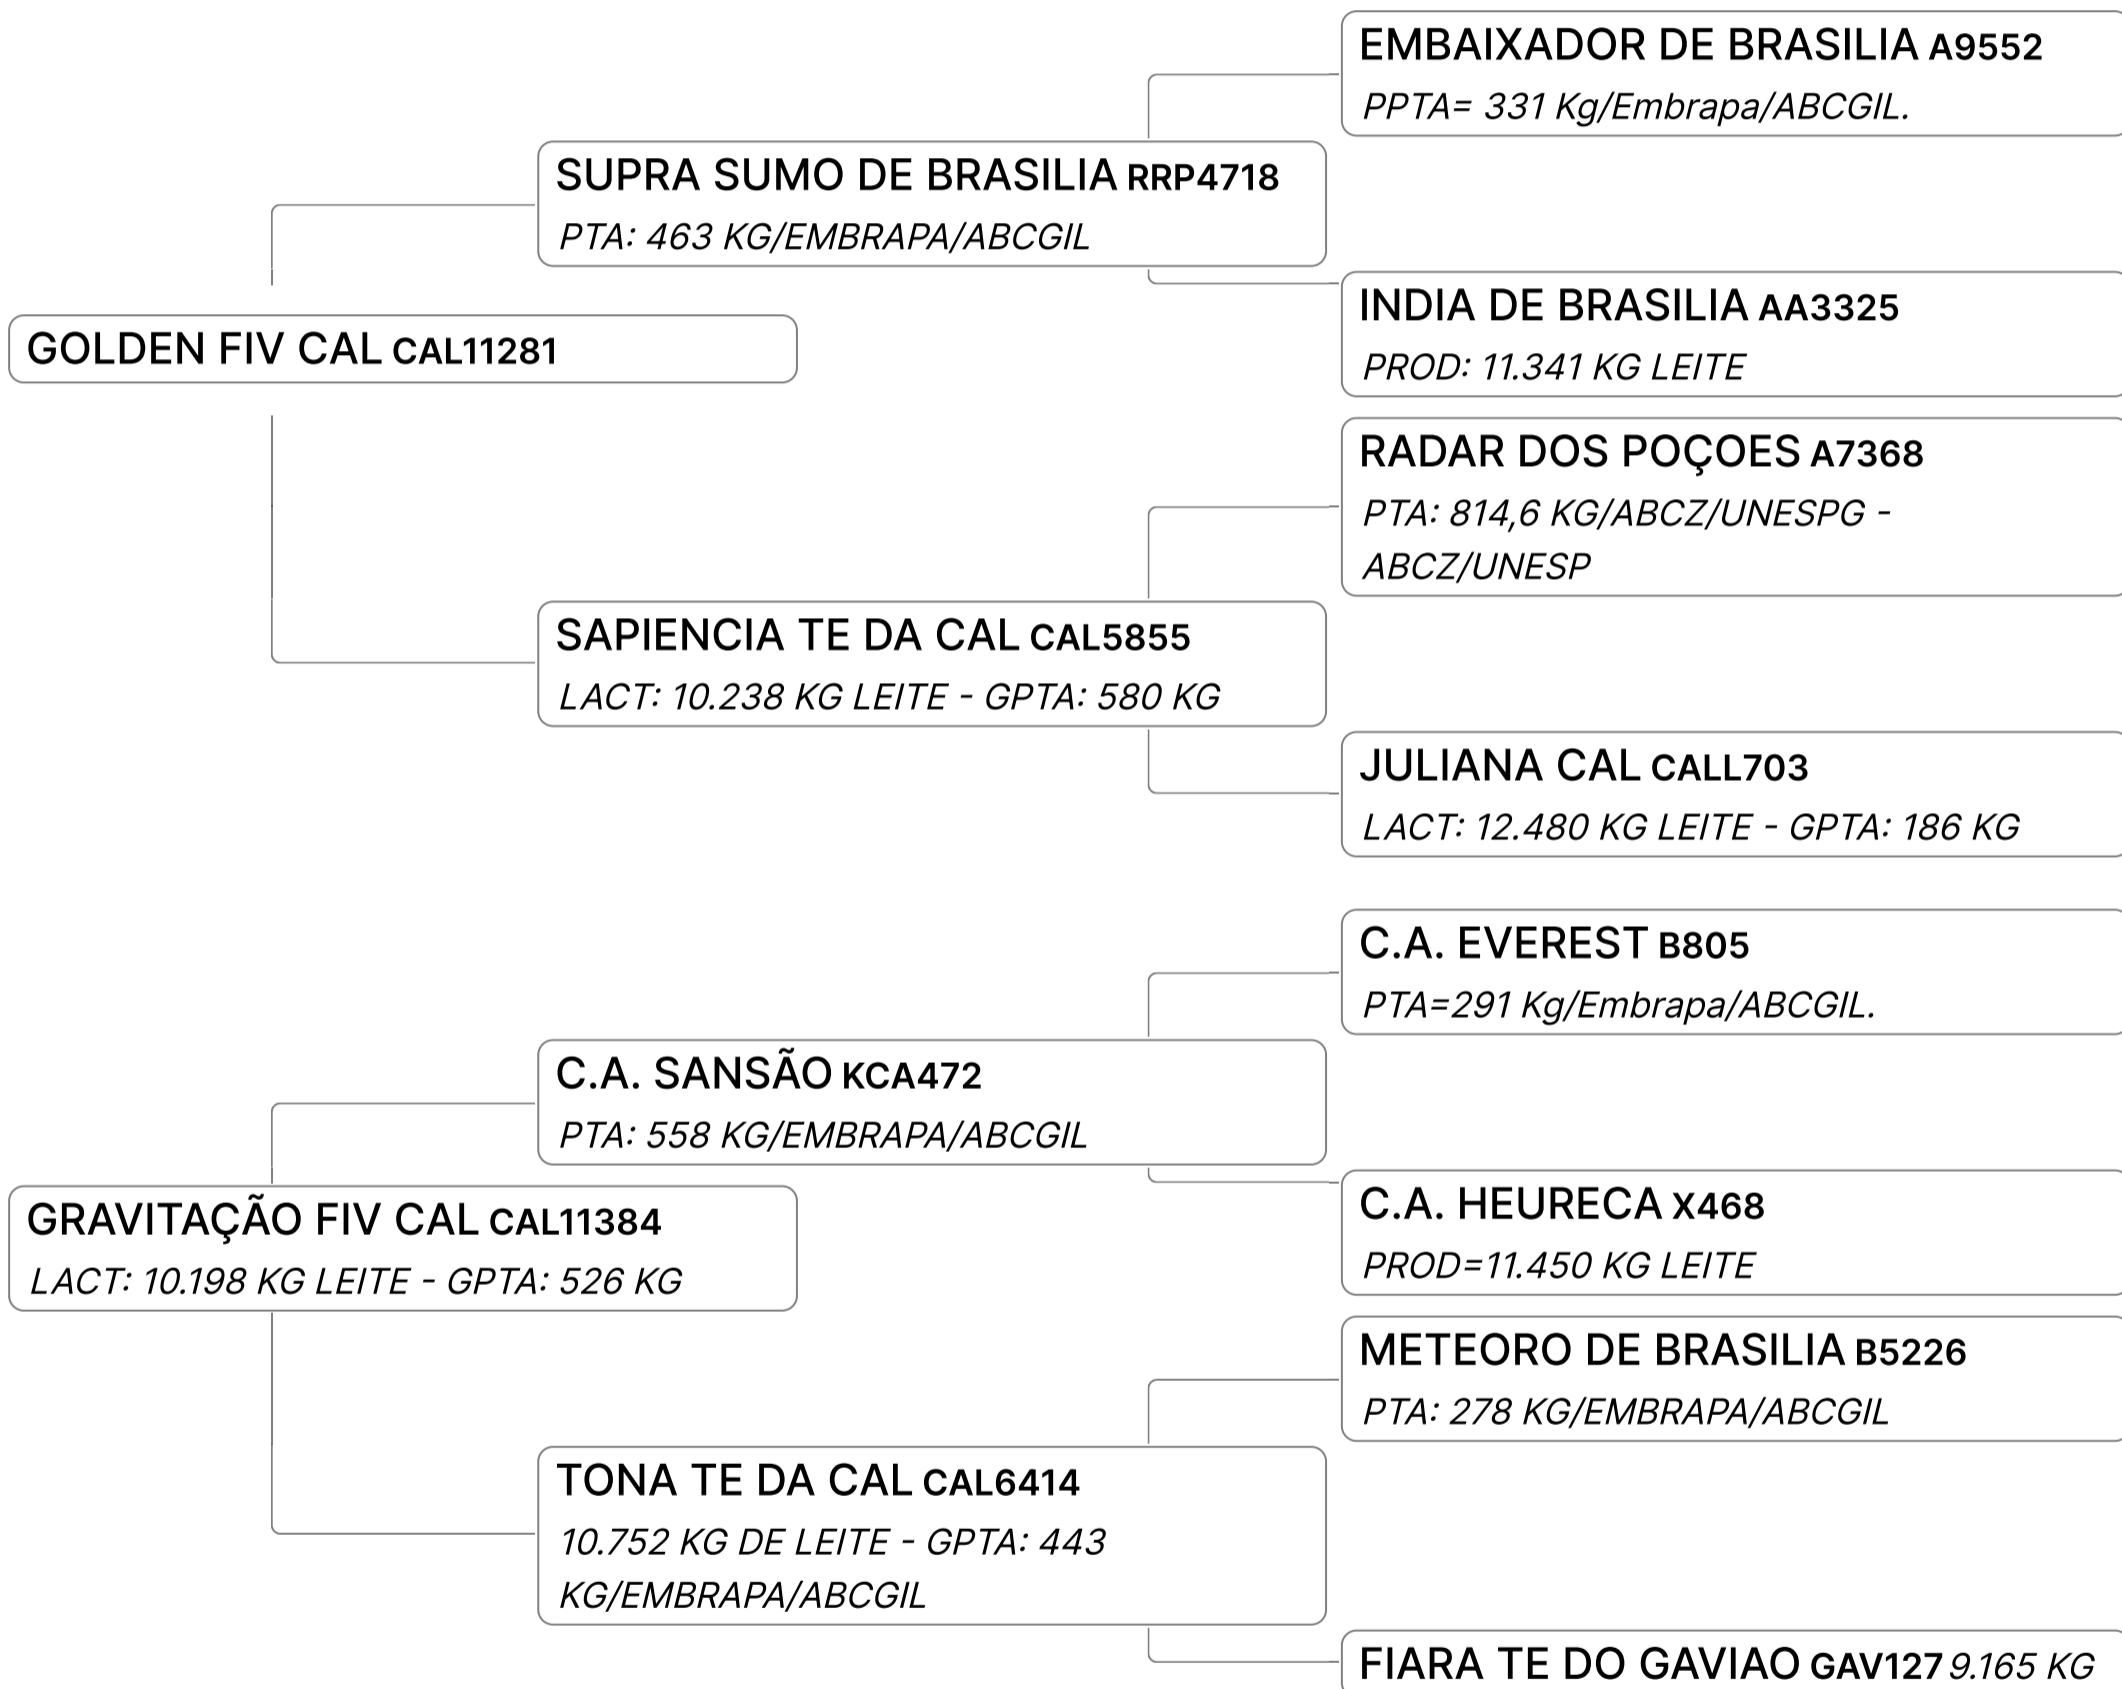 EMBAIXADOR DE BRASILIA A9552
PPTA= 331 Kg/Embrapa/ABCGIL.
SUPRA SUMO DE BRASILIA RRP4718
PTA: 463 KG/EMBRAPA/ABCGIL
INDIA DE BRASILIA AA3325
PROD: 11.341 KG LEITE
GOLDEN FIV CAL CAL11281
RADAR DOS POÇOES A7368
PTA: 814,6 KG/ABCZ/UNESPG -
ABCZ/UNESP
SAPIENCIA TE DA CAL CAL5855
LACT: 10.238 KG LEITE - GPTA: 580 KG
JULIANA CAL CALL703
LACT: 12.480 KG LEITE - GPTA: 186 KG
C.A. EVEREST B805
PTA=291 Kg/Embrapa/ABCGIL.
C.A. SANSÃO KCA472
PTA: 558 KG/EMBRAPA/ABCGIL
C.A. HEURECA X468
PROD=11.450 KG LEITE
GRAVITAÇÃO FIV CAL CAL11384
LACT: 10.198 KG LEITE - GPTA: 526 KG
METEORO DE BRASILIA B5226
PTA: 278 KG/EMBRAPA/ABCGIL
TONA TE DA CAL CAL6414
10.752 KG DE LEITE - GPTA: 443
KG/EMBRAPA/ABCGIL
FIARA TE DO GAVIAO GAV127 9.165 KG